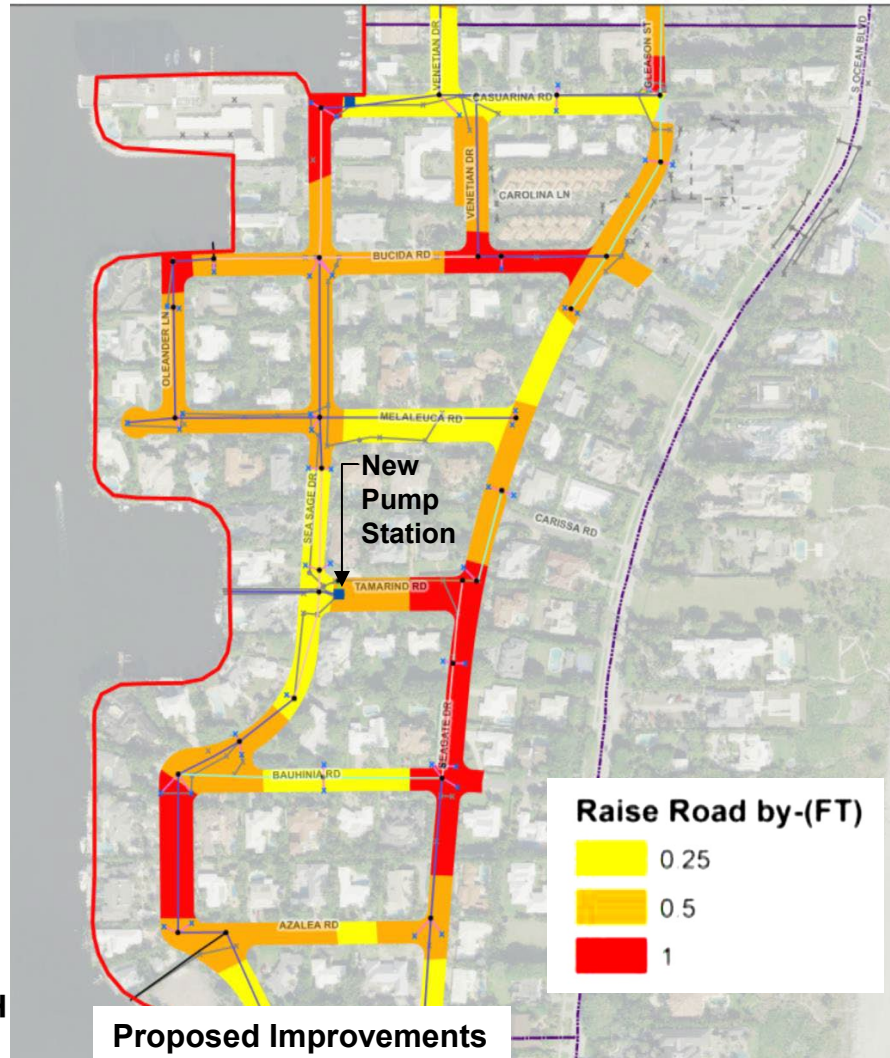 VENETIAN DR
GLEASON ST
S OCEAN BLVD
CASUARINA RD
VENETIAN DR
CAROLINA LN
BUCIDA RD
OLEANDER LN
MELALEUCA RD
New
Pump
Station
SEA SAGE DR
CARISSA RD
TAMARIND RD
SEAGATE DR
BAUHINIA RD
AZALEA RD
Raise Road by-(FT)
0.25
0.5
1
Proposed Improvements